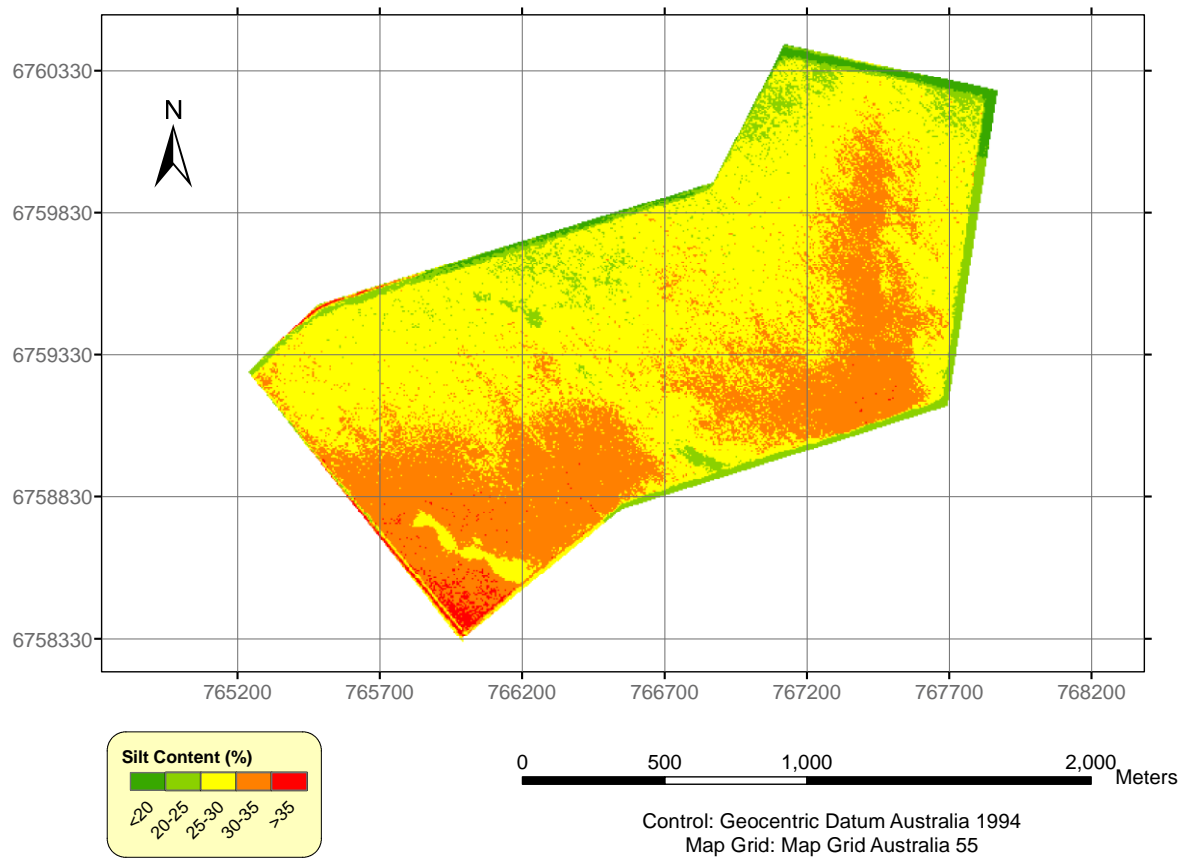 6760330
N
6759830
6759330
6758830
6758330
765200 765700 766200 766700 767200 767700 768200
Silt Content (%)
<20 20-25 25-30 30-35 >35
0 500 1,000 2,000
Meters
Control: Geocentric Datum Australia 1994
Map Grid: Map Grid Australia 55